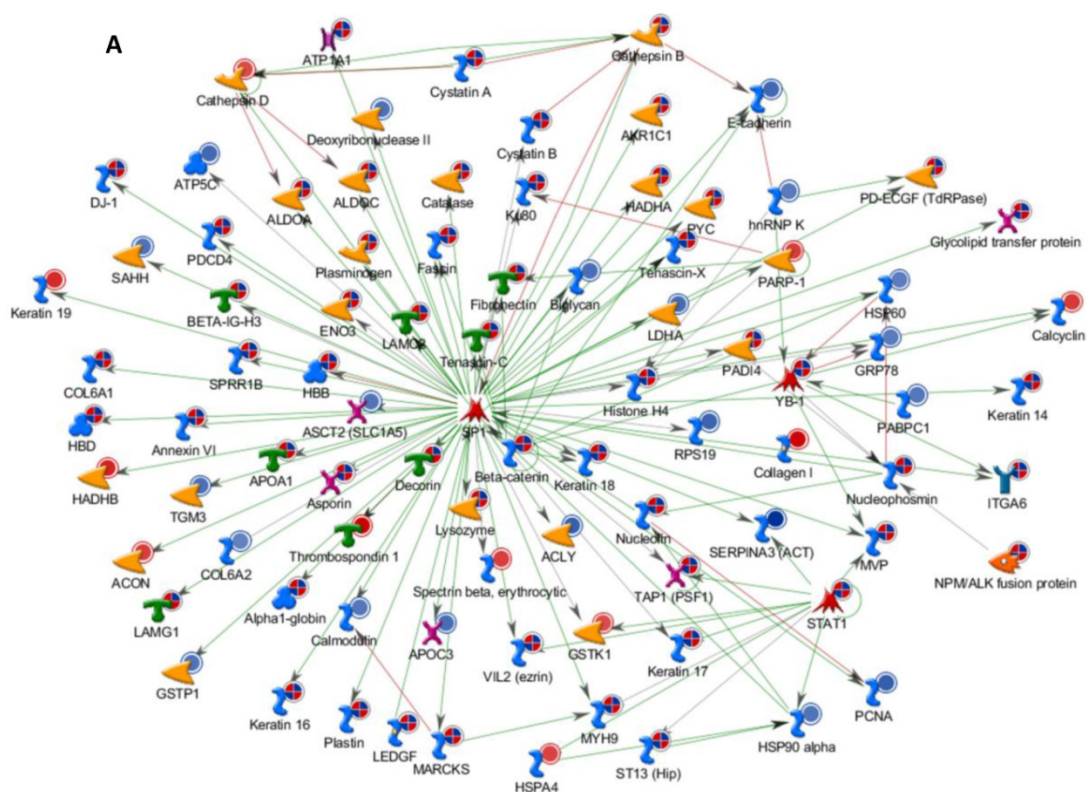 A
ATP1A1
Cathepsin B
Cathepsin D
Cystatin A
Deoxyribonuclease II
AKR1C1
E-cadherin
Cystatin B
ATP5C
DJ-1
ALDOA
ALDOC
Catalase
Ku80
HADHA
PYC
hnRNP K
PD-ECGF (TdRPase)
Glycolipid transfer protein
PDCD4
SAHH
Plasminogen
Fascin
Tenascin-X
PARP-1
Keratin 19
BETA-IG-H3
ENO3
LAMC2
Fibronectin
Biglycan
LDHA
HSP60
Calcyclin
Tenascin-C
PADI4
GRP78
COL6A1
SPRR1B
HBB
YB-1
Histone H4
Keratin 14
HBD
Annexin VI
ASCT2 (SLC1A5)
SP1
RPS19
Collagen I
PABPC1
HADHB
APOA1
Decorin
Beta-catenin
Keratin 18
Nucleophosmin
ITGA6
TGM3
Asporin
Lysozyme
ACLY
Nucleolin
SERPINA3 (ACT)
MVP
ACON
COL6A2
Thrombospondin 1
Spectrin beta, erythrocytic
TAP1 (PSF1)
NPM/ALK fusion protein
LAMG1
Alpha1-globin
Calmodulin
APOC3
VIL2 (ezrin)
GSTK1
Keratin 17
STAT1
GSTP1
Keratin 16
Plastin
LEDGF
MARCKS
MYH9
HSPA4
ST13 (Hip)
HSP90 alpha
PCNA